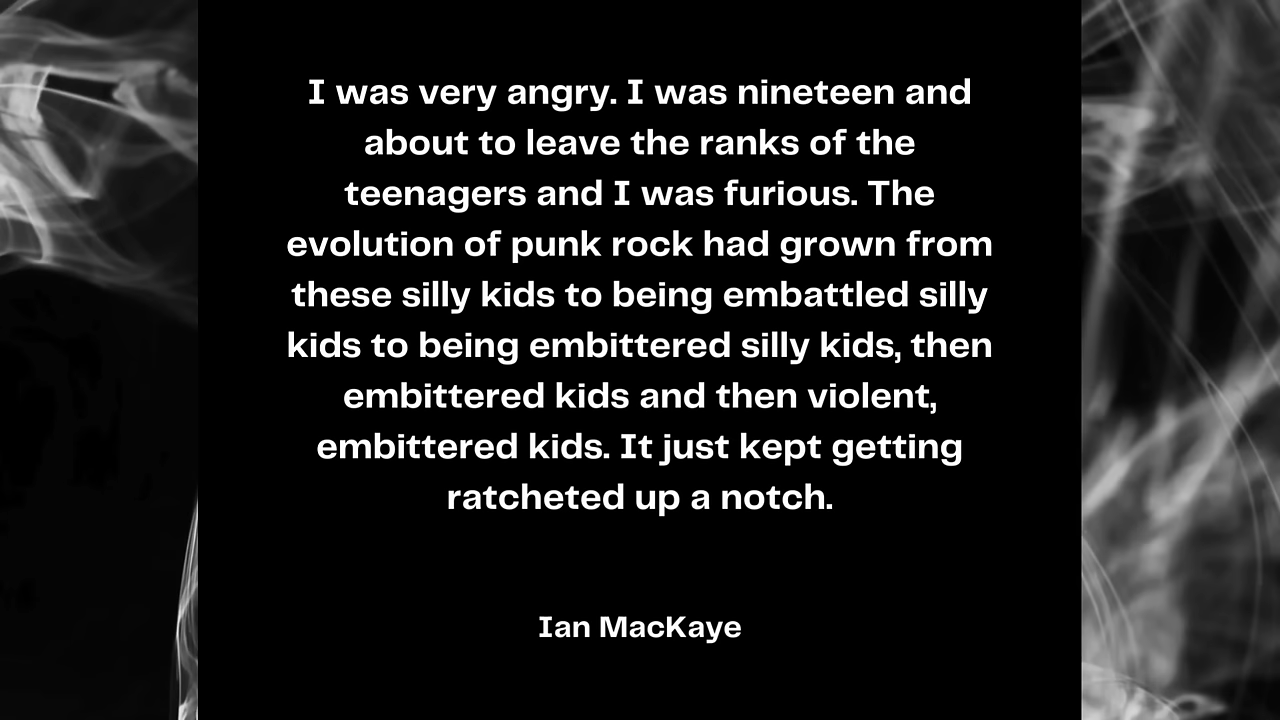 I was very angry. I was nineteen and
about to leave the ranks of the
teenagers and I was furious. The
evolution of punk rock had grown from
these silly kids to being embattled silly
kids to being embittered silly kids, then
embittered kids and then violent,
embittered kids. It just kept getting
ratcheted up a notch.
Ian MacKaye